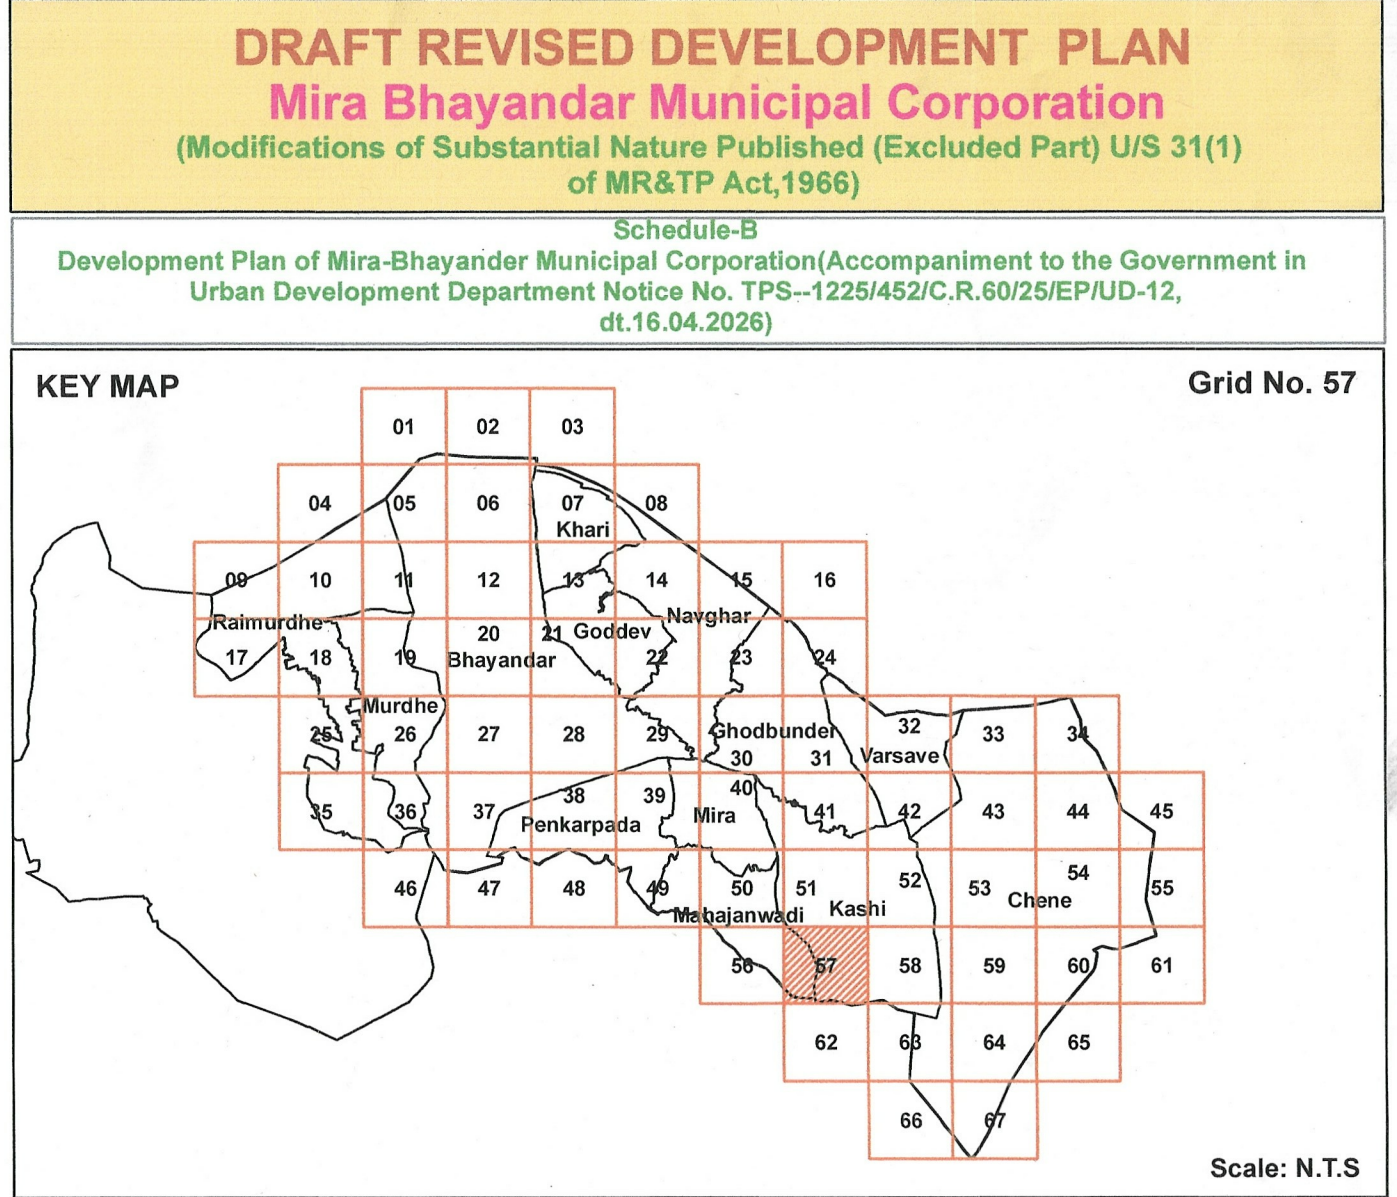 DRAFT REVISED DEVELOPMENT PLAN
Mira Bhayandar Municipal Corporation
(Modifications of Substantial Nature Published (Excluded Part) U/S 31(1)
of MR&TP Act,1966)
Schedule-B
Development Plan of Mira-Bhayander Municipal Corporation(Accompaniment to the Government in
Urban Development Department Notice No. TPS--1225/452/C.R.60/25/EP/UD-12,
dt.16.04.2026)
KEY MAP
Grid No. 57
01 02 03
04 05 06 07 08
Khari
09 10 11 12 13 14 15 16
Raimurdhe
Navghar
20 21 Goddev
17 18 19 Bhayandar 22 23 24
Murdhe
25 26 27 28 29 Ghodbunder 32 33 34
30 31 Varsave
35 36 37 38 39 40 41 42 43 44 45
Penkarpada Mira
46 47 48 49 50 51 52 53 54 55
Mahajanwadi Kashi Chene
56 57 58 59 60 61
62 63 64 65
66 67
Scale: N.T.S